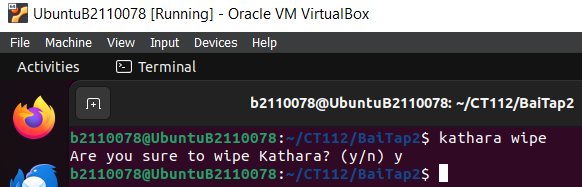 UbuntuB2110078 [Running] - Oracle VM VirtualBox
File Machine View Input Devices Help
Activities Terminal
b2110078@UbuntuB2110078: ~/CT112/BaiTap2
b2110078@UbuntuB2110078:~/CT112/BaiTap2$ kathara wipe
Are you sure to wipe Kathara? (y/n) y
b2110078@UbuntuB2110078:~/CT112/BaiTap2$